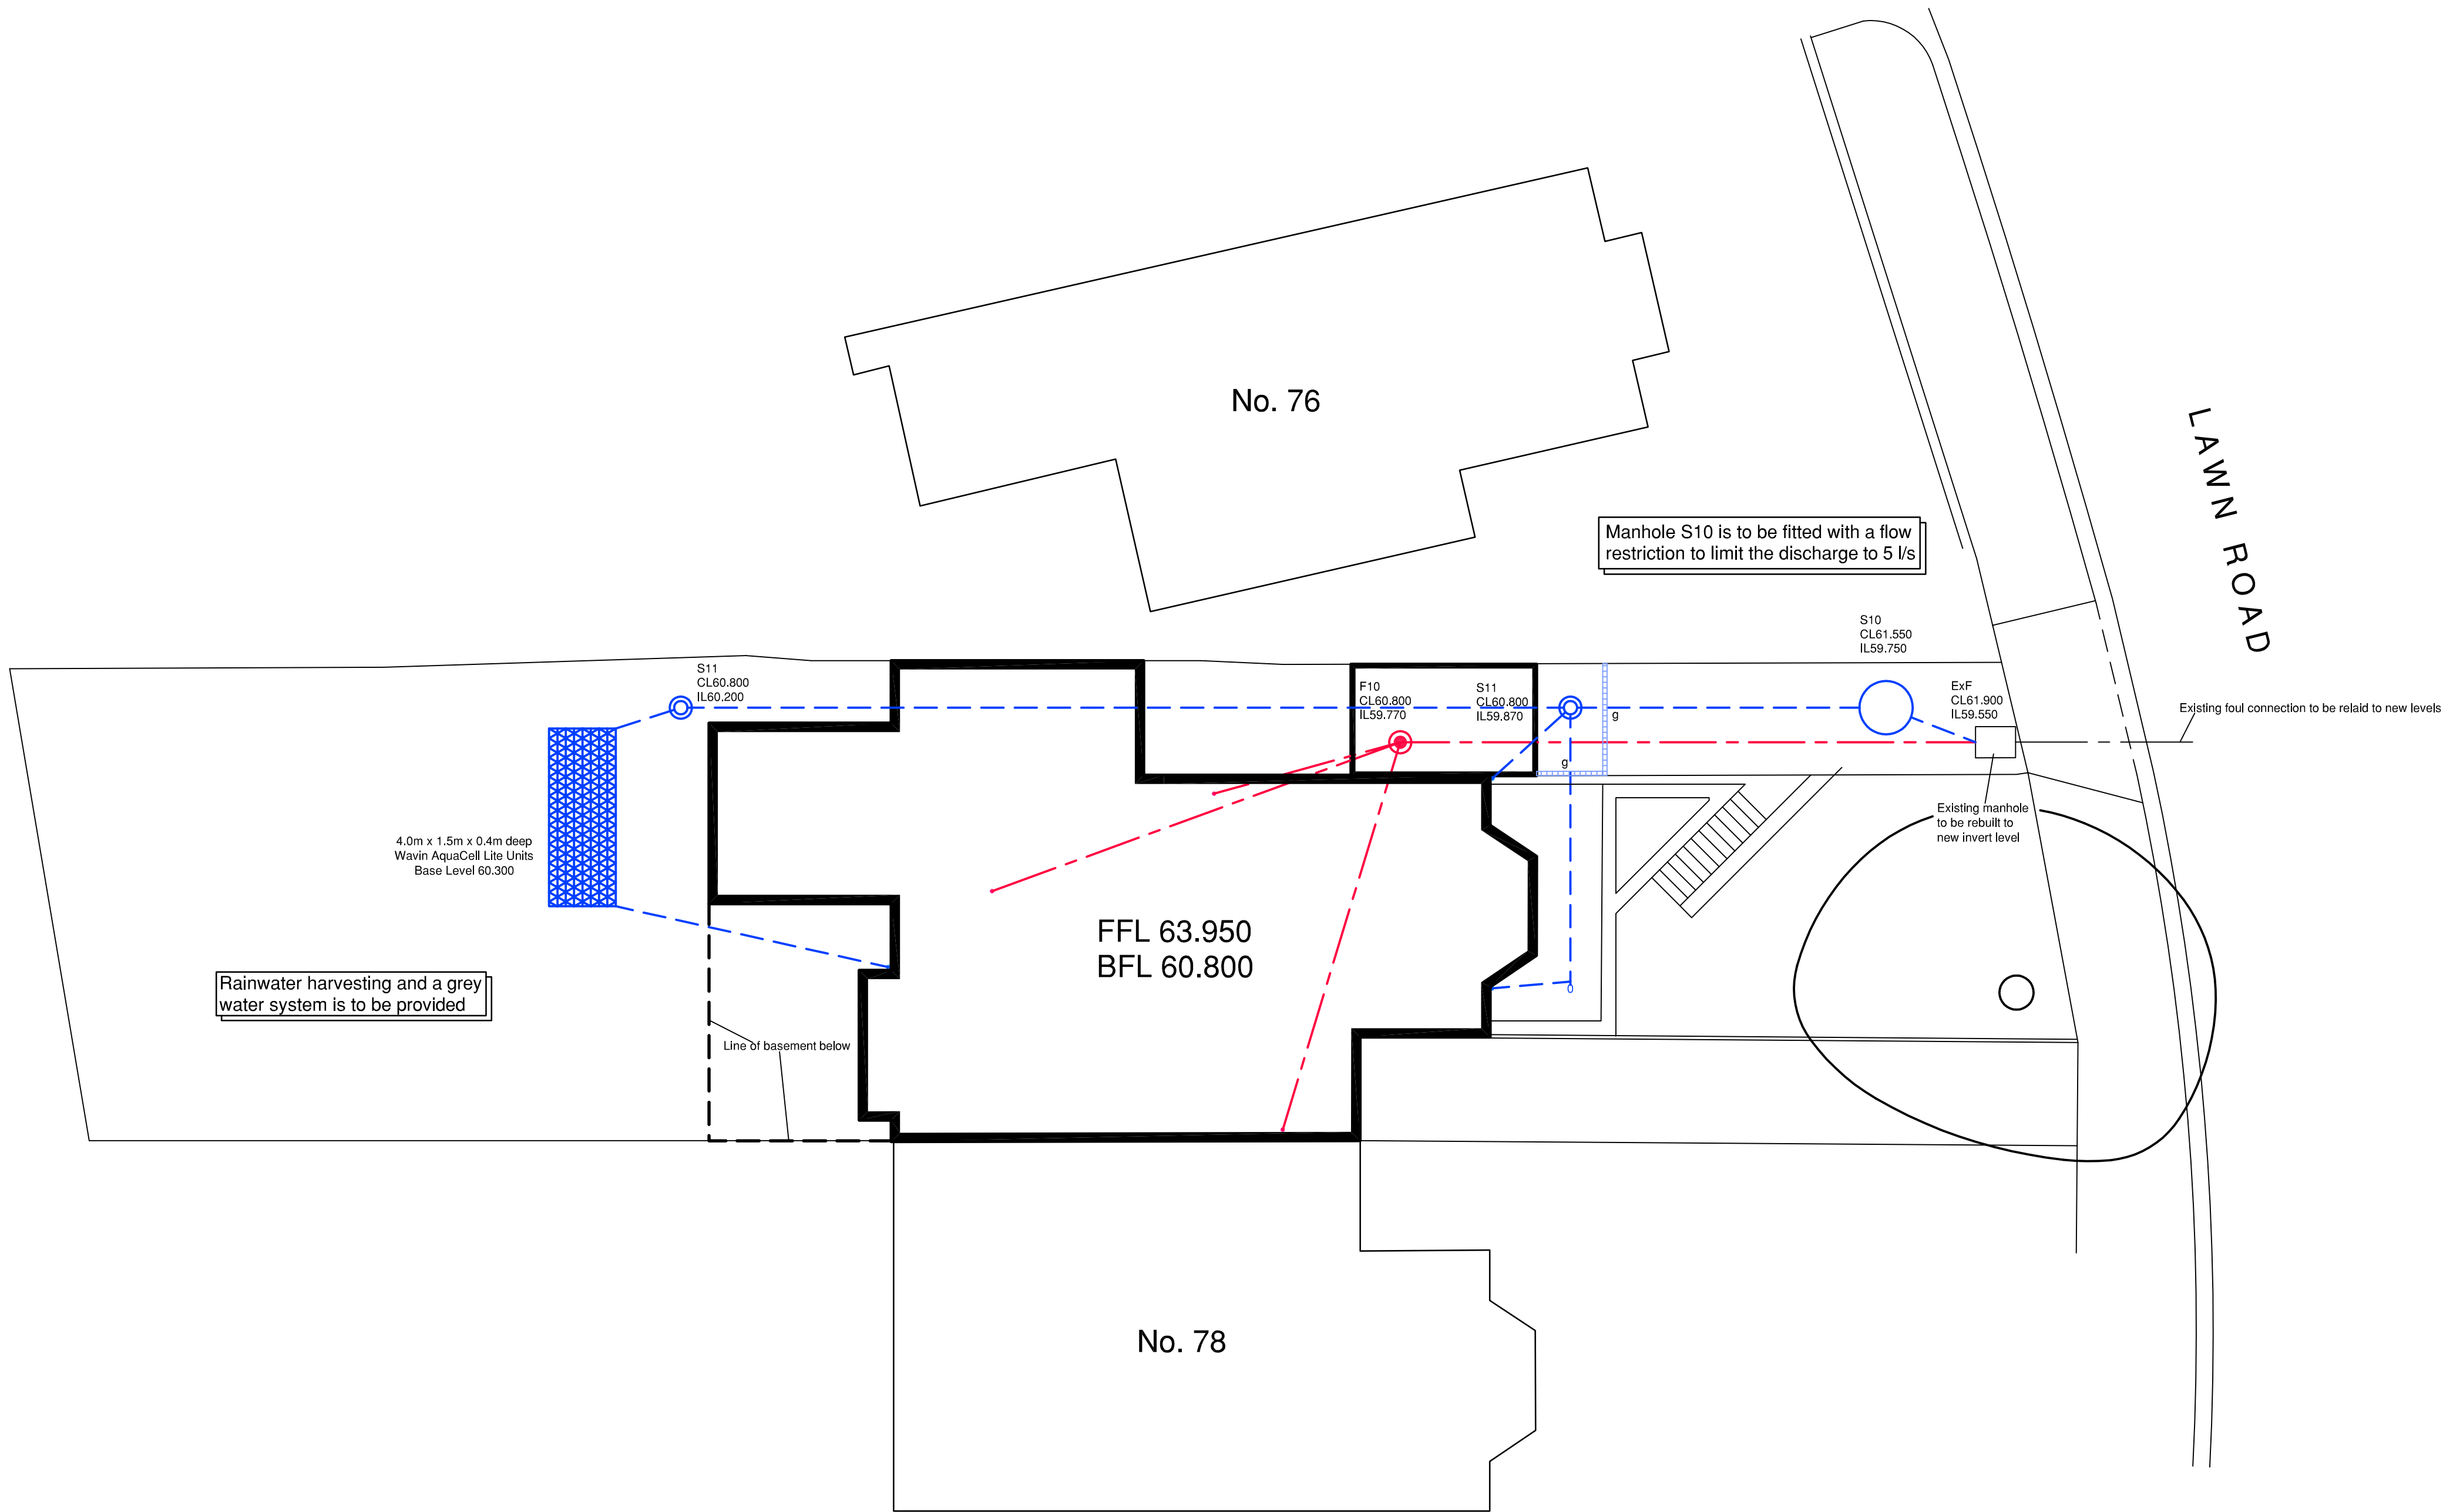 No. 76
LAWN ROAD
Manhole S10 is to be fitted with a flow
restriction to limit the discharge to 5 l/s
S10
CL61.550
IL59.750
S11
CL60.800
IL60.200
F10
CL60.800
IL59.770
S11
CL60.800
IL59.870
g
g
ExF
CL61.900
IL59.550
Existing foul connection to be relaid to new levels
Existing manhole
to be rebuilt to
new invert level
4.0m x 1.5m x 0.4m deep
Wavin AquaCell Lite Units
Base Level 60.300
FFL 63.950
BFL 60.800
Rainwater harvesting and a grey
water system is to be provided
Line of basement below
No. 78